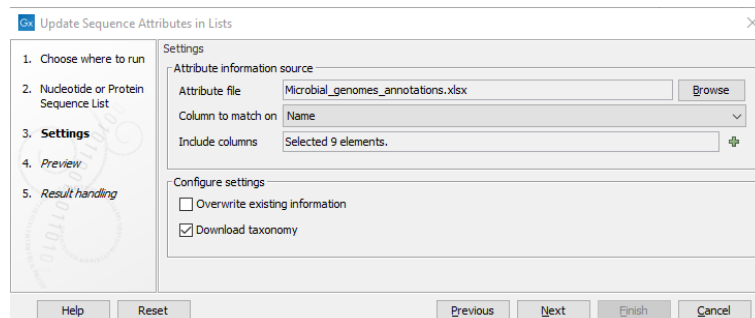 Gx Update Sequence Attributes in Lists
1. Choose where to run
2. Nucleotide or Protein
Sequence List
3. Settings
4. Preview
5. Result handling
Settings
Attribute information source
Attribute file Microbial_genomes_annotations.xlsx Browse
Column to match on Name
Include columns Selected 9 elements.
Configure settings
Overwrite existing information
Download taxonomy
Help Reset Previous Next Finish Cancel